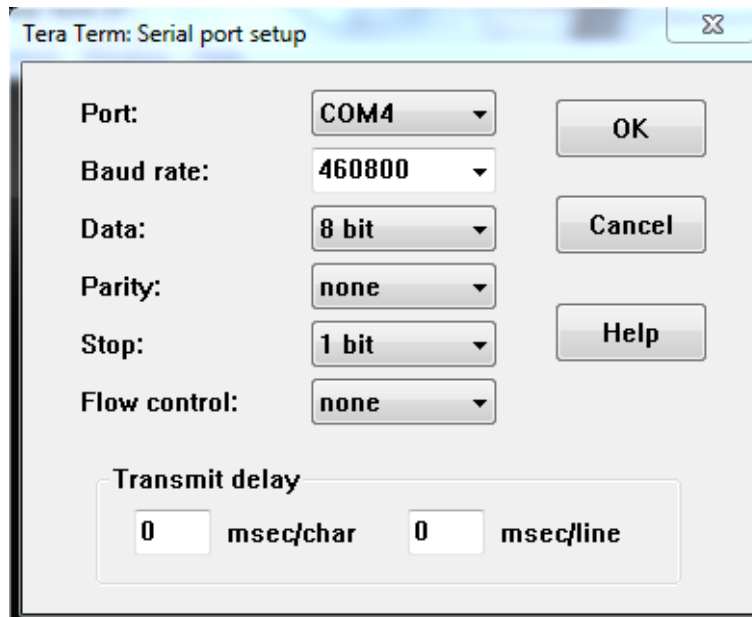 Tera Term: Serial port setup
Port: COM4 OK
Baud rate: 460800
Data: 8 bit Cancel
Parity: none
Stop: 1 bit Help
Flow control: none
Transmit delay
0 msec/char 0 msec/line